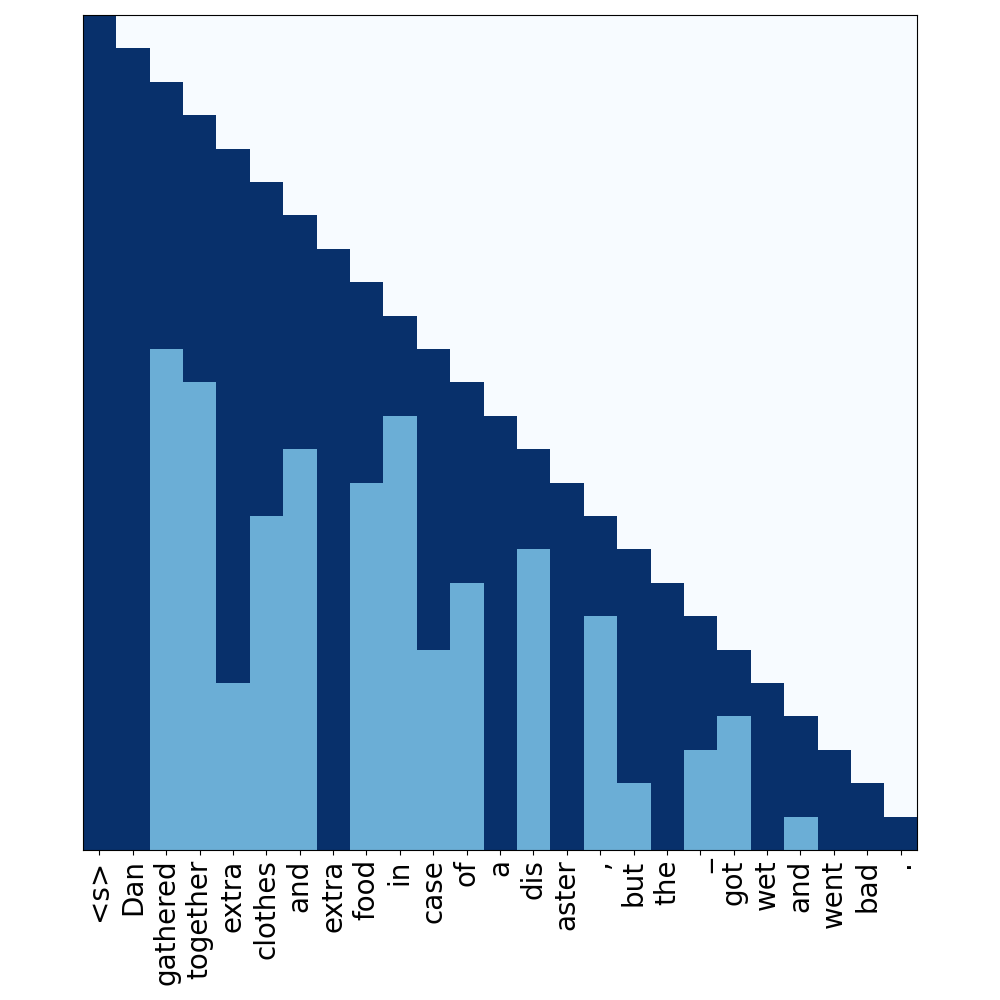 <s>
Dan
gathered
together
extra
clothes
and
extra
food
in
case
of
a
dis
aster
,
but
the
_
got
wet
and
went
bad
.